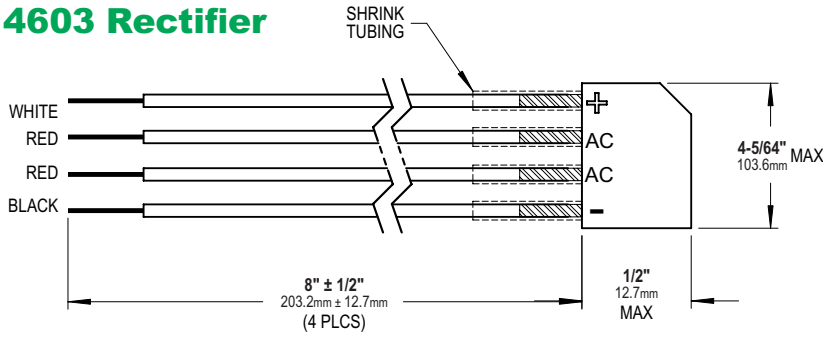 4603 Rectifier
SHRINK
TUBING
WHITE
RED
RED
BLACK
+
AC
AC
-
4-5/64"
103.6mm MAX
8" ± 1/2"
203.2mm ± 12.7mm
(4 PLCS)
1/2"
12.7mm
MAX